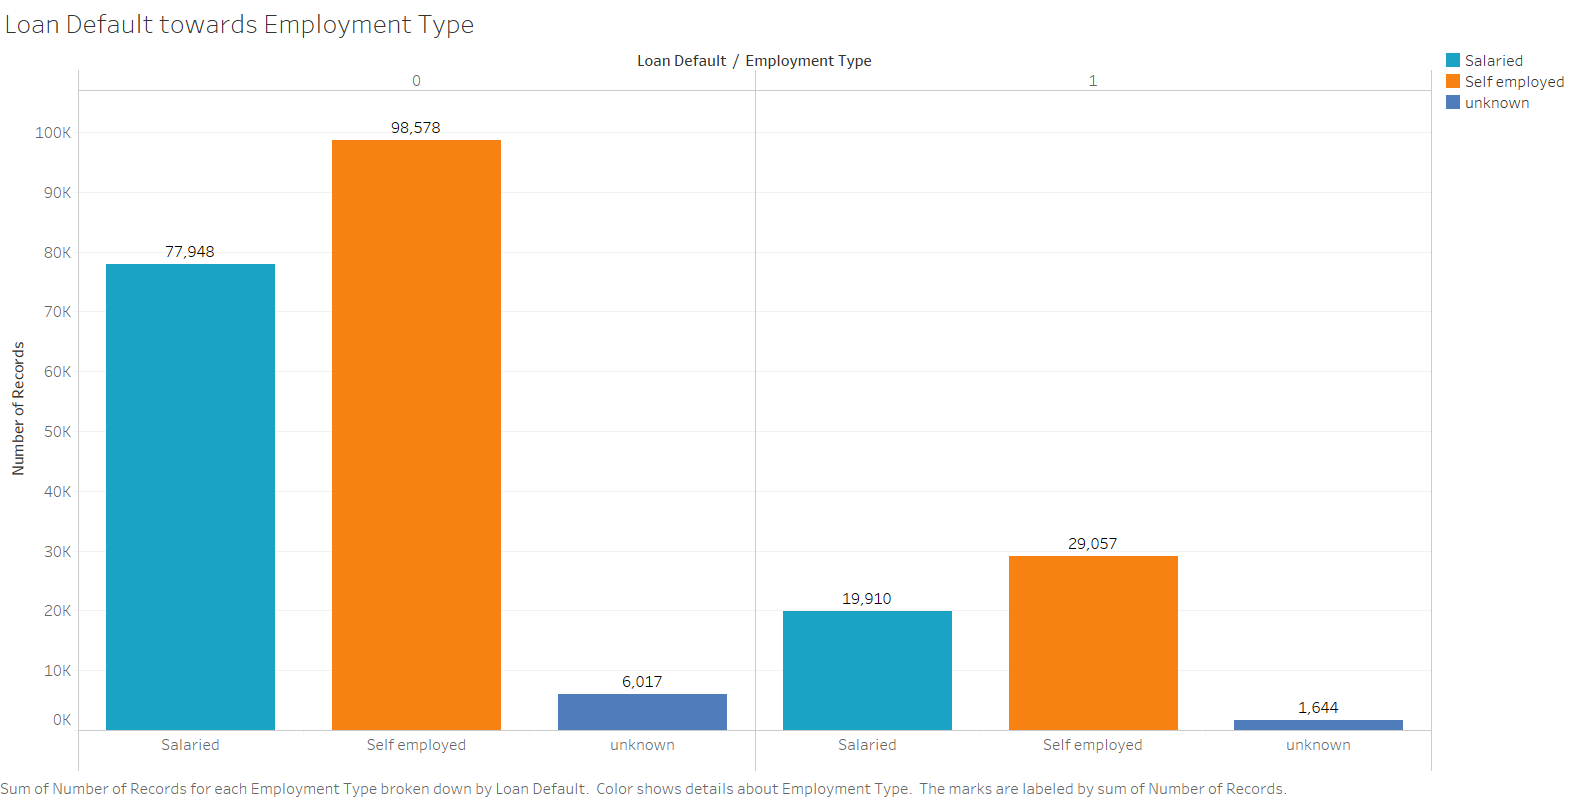 Loan Default towards Employment Type
Loan Default / Employment Type
0
1
Salaried
Self employed
unknown
Number of Records
100K
90K
80K
70K
60K
50K
40K
30K
20K
10K
0K
77,948
98,578
6,017
19,910
29,057
1,644
Salaried
Self employed
unknown
Salaried
Self employed
unknown
Sum of Number of Records for each Employment Type broken down by Loan Default. Color shows details about Employment Type. The marks are labeled by sum of Number of Records.